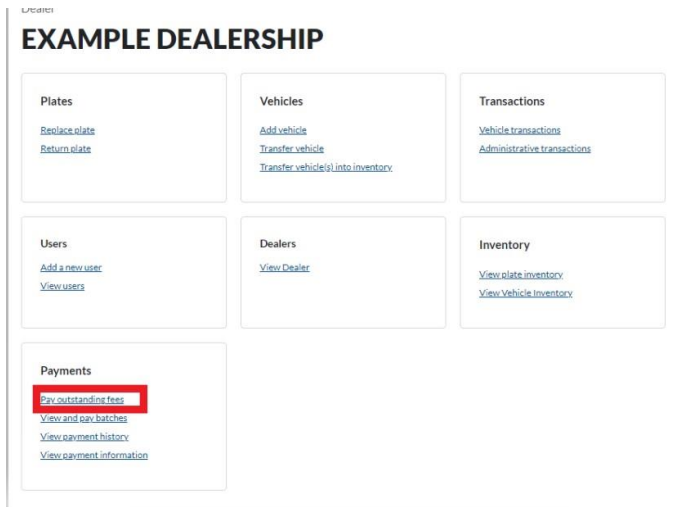 Dealer
EXAMPLE DEALERSHIP
Plates
Replace plate
Return plate
Vehicles
Add vehicle
Transfer vehicle
Transfer vehicle(s) into inventory
Transactions
Vehicle transactions
Administrative transactions
Users
Add a new user
View users
Dealers
View Dealer
Inventory
View plate inventory
View Vehicle Inventory
Payments
Pay outstanding fees
View and pay batches
View payment history
View payment information